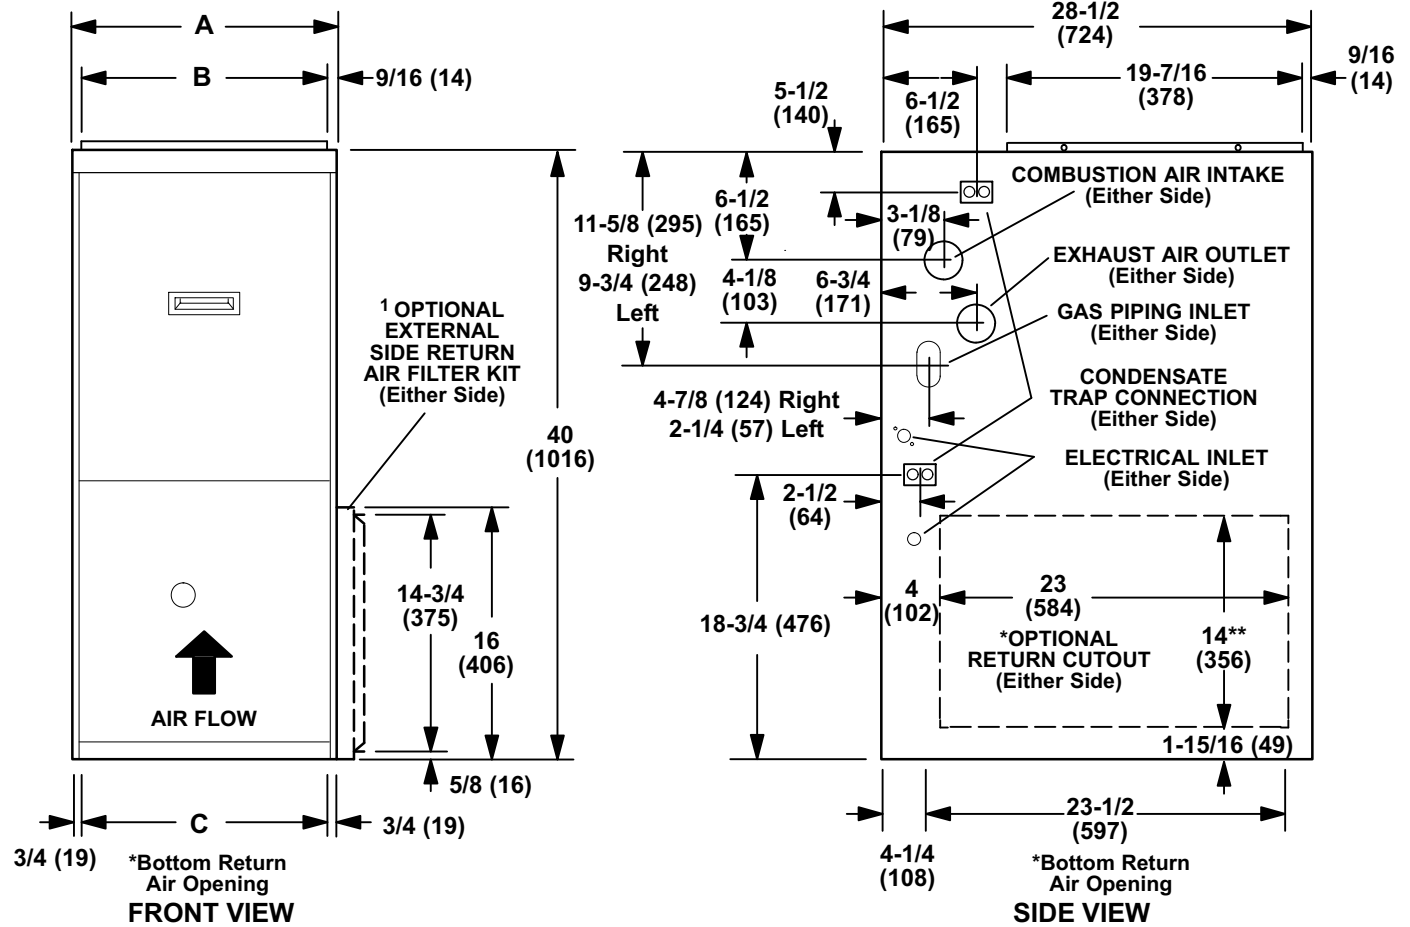 A
B
9/16 (14)
1 OPTIONAL
EXTERNAL
SIDE RETURN
AIR FILTER KIT
(Either Side)
40
(1016)
14-3/4
(375)
16
(406)
AIR FLOW
5/8 (16)
C
3/4 (19)
3/4 (19)
*Bottom Return
Air Opening
FRONT VIEW
28-1/2
(724)
9/16
(14)
19-7/16
(378)
5-1/2
(140)
6-1/2
(165)
COMBUSTION AIR INTAKE
(Either Side)
6-1/2
(165)
11-5/8 (295)
Right
9-3/4 (248)
Left
3-1/8
(79)
EXHAUST AIR OUTLET
(Either Side)
4-1/8
(103)
6-3/4
(171)
GAS PIPING INLET
(Either Side)
CONDENSATE
TRAP CONNECTION
(Either Side)
4-7/8 (124) Right
2-1/4 (57) Left
ELECTRICAL INLET
(Either Side)
2-1/2
(64)
18-3/4 (476)
4
(102)
23
(584)
*OPTIONAL
RETURN CUTOUT
(Either Side)
14**
(356)
1-15/16 (49)
23-1/2
(597)
4-1/4
(108)
*Bottom Return
Air Opening
SIDE VIEW